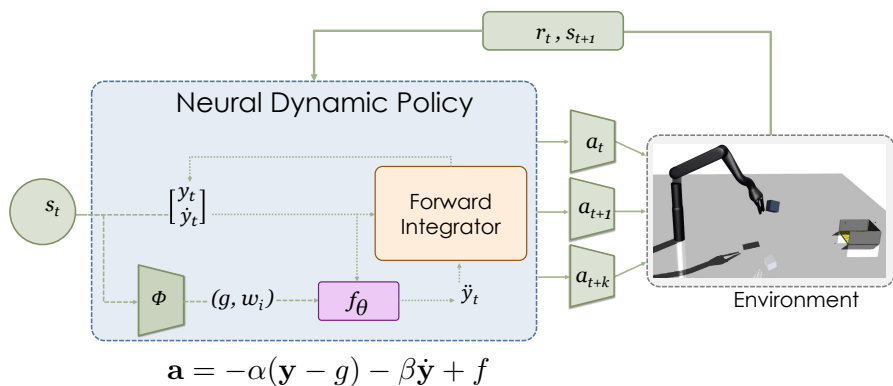 r_t , s_{t+1}
Neural Dynamic Policy
s_t
[y_t
ẏ_t]
Forward
Integrator
Φ
(g, w_i)
f_θ
ÿ_t
a_t
a_{t+1}
a_{t+k}
Environment
𝐚 = −α(𝐲 − g) − β𝐲̇ + f